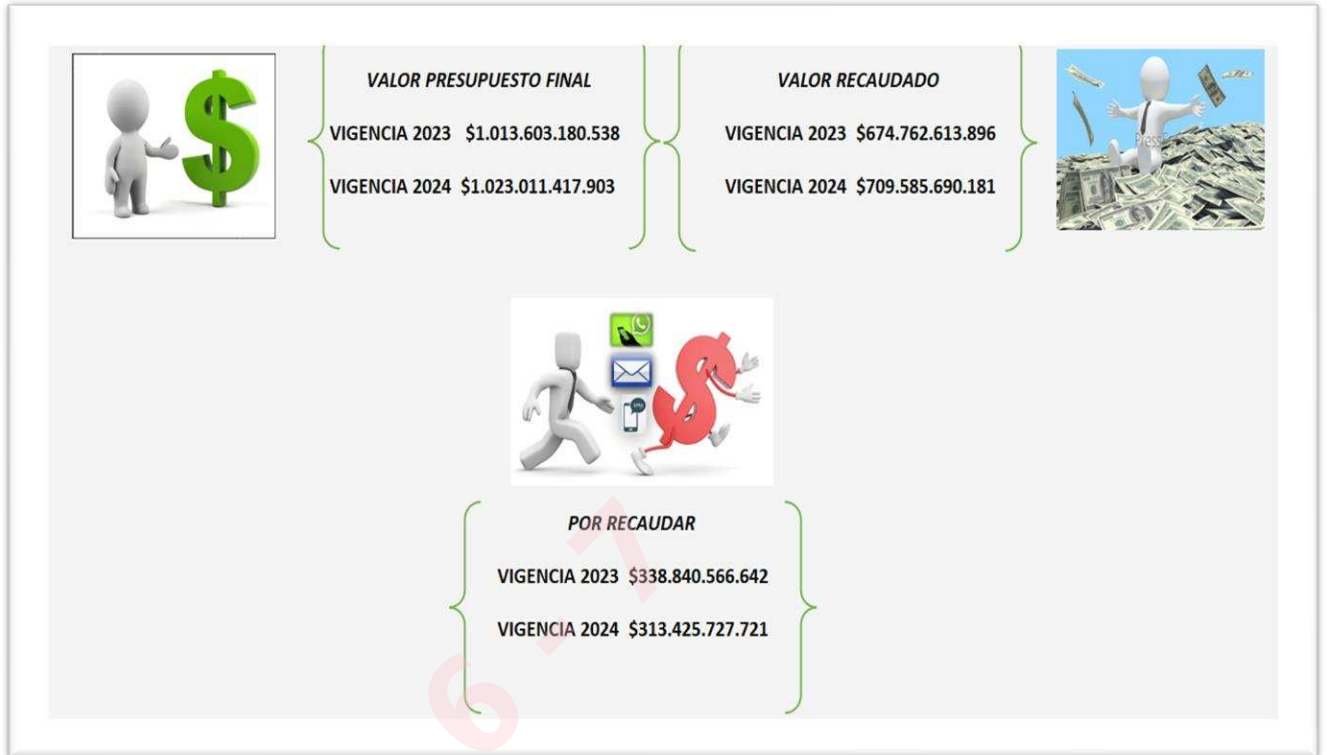 VALOR PRESUPUESTO FINAL
VIGENCIA 2023 $1.013.603.180.538
VIGENCIA 2024 $1.023.011.417.903
VALOR RECAUDADO
VIGENCIA 2023 $674.762.613.896
VIGENCIA 2024 $709.585.690.181
POR RECAUDAR
VIGENCIA 2023 $338.840.566.642
VIGENCIA 2024 $313.425.727.721
6 - 7